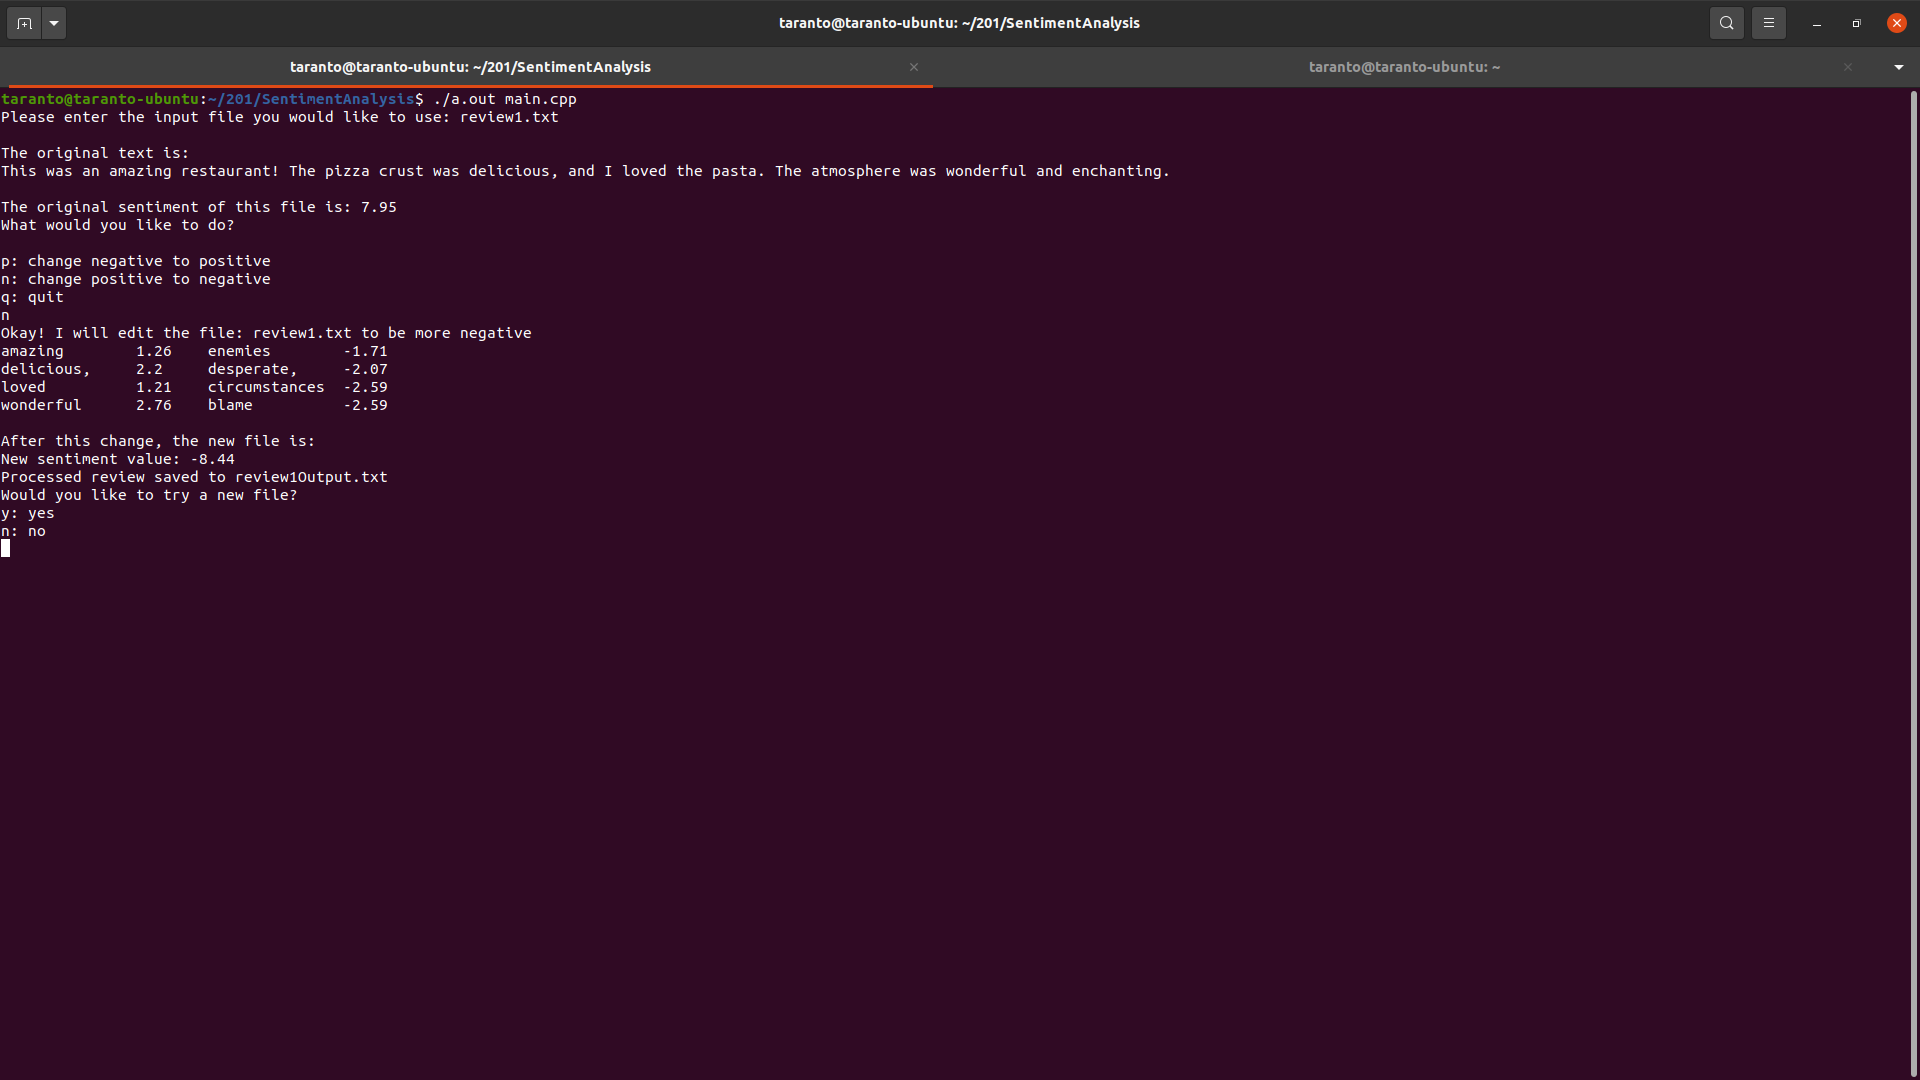 taranto@taranto-ubuntu: ~/201/SentimentAnalysis
taranto@taranto-ubuntu: ~/201/SentimentAnalysis
taranto@taranto-ubuntu: ~
taranto@taranto-ubuntu:~/201/SentimentAnalysis$ ./a.out main.cpp
Please enter the input file you would like to use: review1.txt
The original text is:
This was an amazing restaurant! The pizza crust was delicious, and I loved the pasta. The atmosphere was wonderful and enchanting.
The original sentiment of this file is: 7.95
What would you like to do?
p: change negative to positive
n: change positive to negative
q: quit
n
Okay! I will edit the file: review1.txt to be more negative
amazing 1.26 enemies -1.71
delicious, 2.2 desperate, -2.07
loved 1.21 circumstances -2.59
wonderful 2.76 blame -2.59
After this change, the new file is:
New sentiment value: -8.44
Processed review saved to review1Output.txt
Would you like to try a new file?
y: yes
n: no